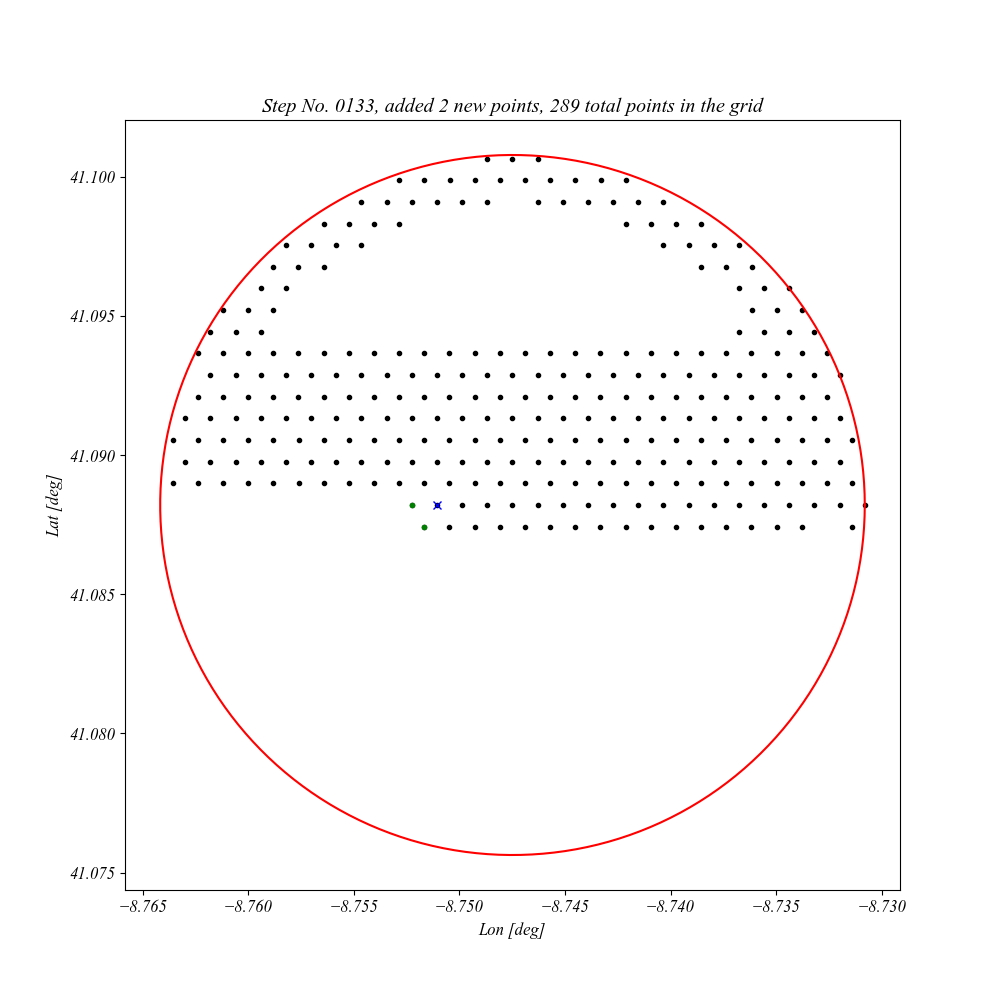 Step No. 0133, added 2 new points, 289 total points in the grid
41.100
41.095
41.090
41.085
41.080
41.075
Lat [deg]
−8.765 −8.760 −8.755 −8.750 −8.745 −8.740 −8.735 −8.730
Lon [deg]